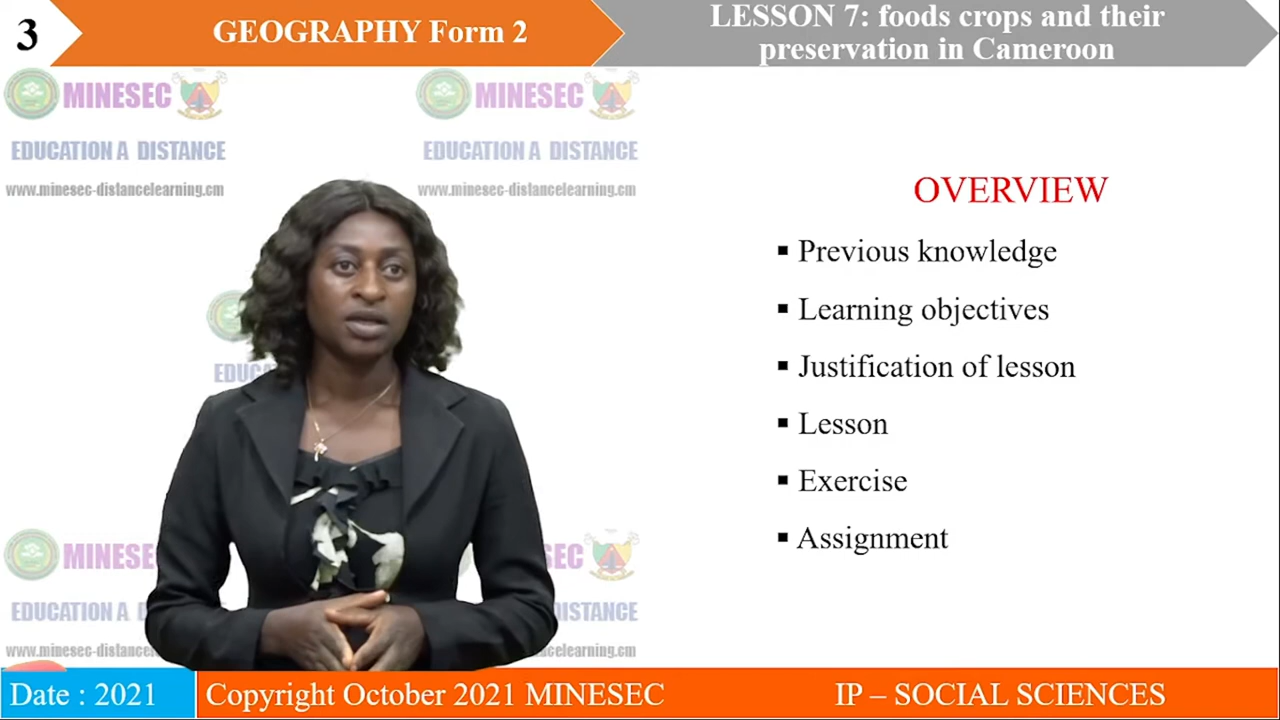 3
GEOGRAPHY Form 2
LESSON 7: foods crops and their
preservation in Cameroon
MINESEC
EDUCATION A DISTANCE
www.minesec-distancelearning.cm
MINESEC
EDUCATION A DISTANCE
www.minesec-distancelearning.cm
OVERVIEW
▪ Previous knowledge
▪ Learning objectives
▪ Justification of lesson
▪ Lesson
▪ Exercise
▪ Assignment
Date : 2021
Copyright October 2021 MINESEC
IP – SOCIAL SCIENCES